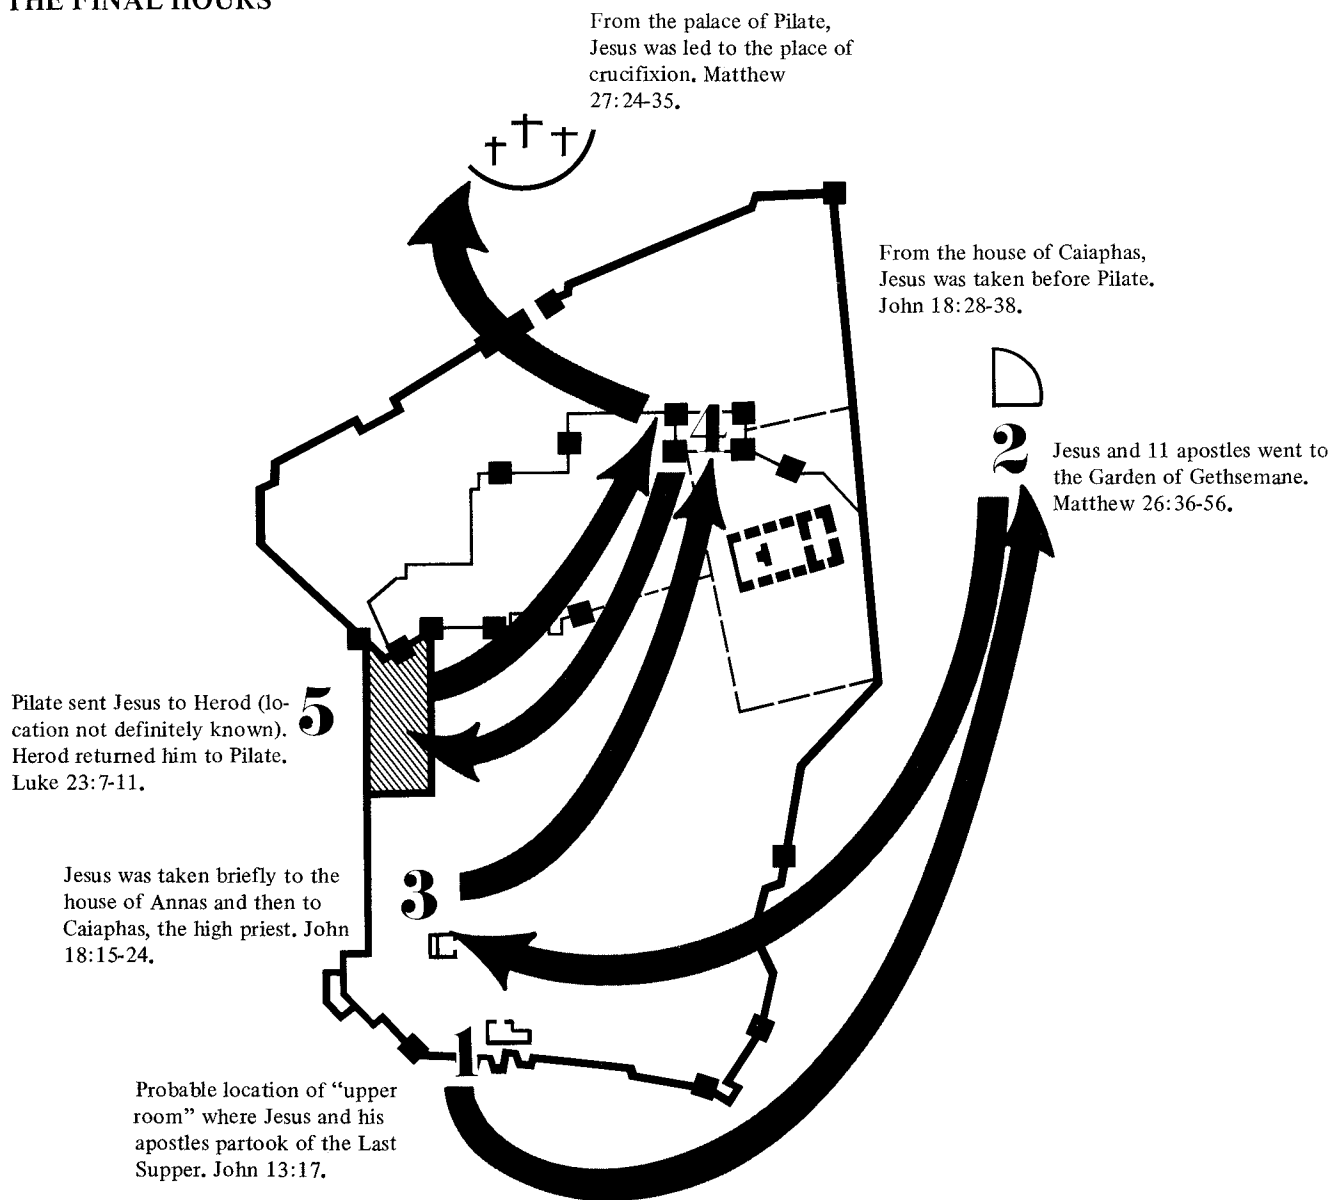 THE FINAL HOURS
From the palace of Pilate,
Jesus was led to the place of
crucifixion. Matthew
27:24-35.
From the house of Caiaphas,
Jesus was taken before Pilate.
John 18:28-38.
4
2
Jesus and 11 apostles went to
the Garden of Gethsemane.
Matthew 26:36-56.
5
Pilate sent Jesus to Herod (lo-
cation not definitely known).
Herod returned him to Pilate.
Luke 23:7-11.
3
Jesus was taken briefly to the
house of Annas and then to
Caiaphas, the high priest. John
18:15-24.
1
Probable location of “upper
room” where Jesus and his
apostles partook of the Last
Supper. John 13:17.